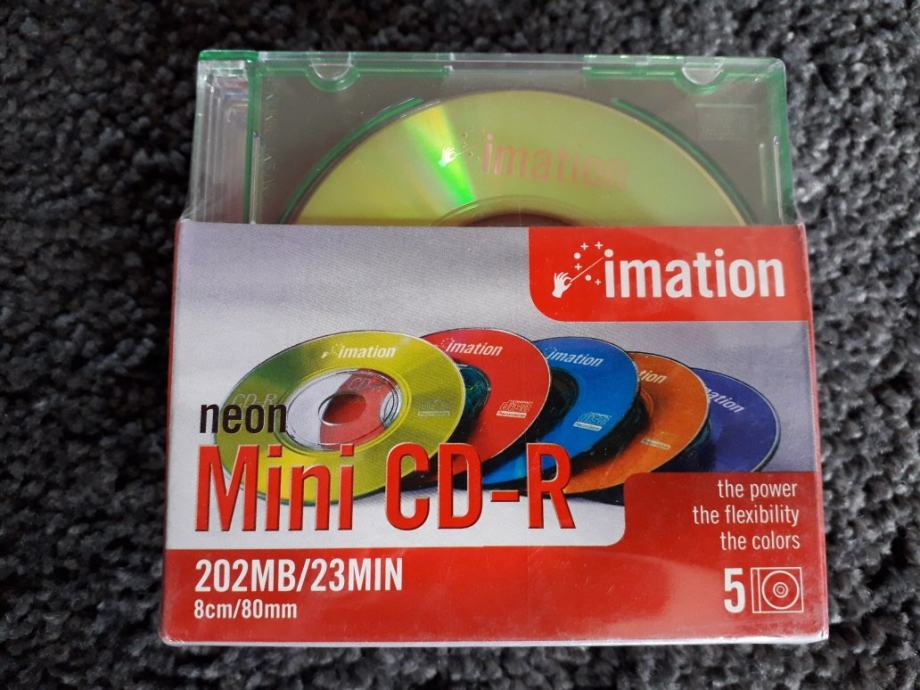 imation
imation
imation
imation
imation
CD-R
neon
Mini CD-R
the power
the flexibility
the colors
202MB/23MIN
8cm/80mm
5